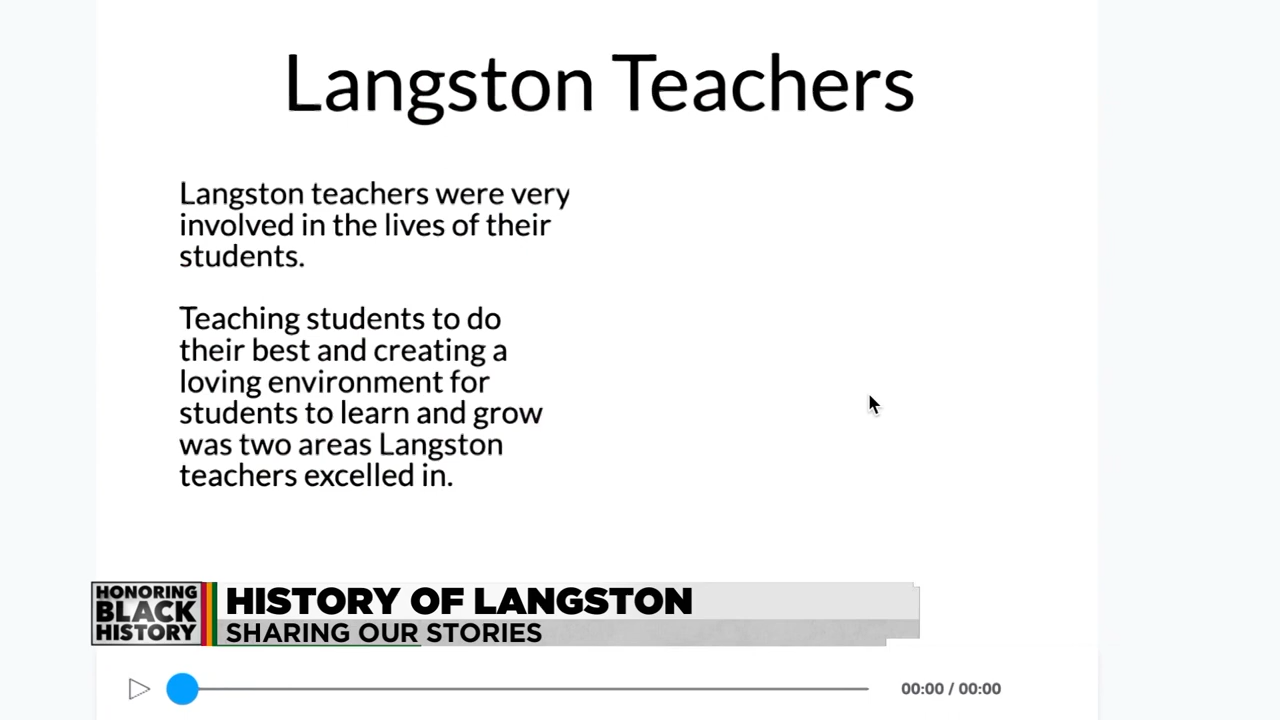 Langston Teachers
Langston teachers were very
involved in the lives of their
students.
Teaching students to do
their best and creating a
loving environment for
students to learn and grow
was two areas Langston
teachers excelled in.
HONORING
BLACK
HISTORY
HISTORY OF LANGSTON
SHARING OUR STORIES
00:00 / 00:00